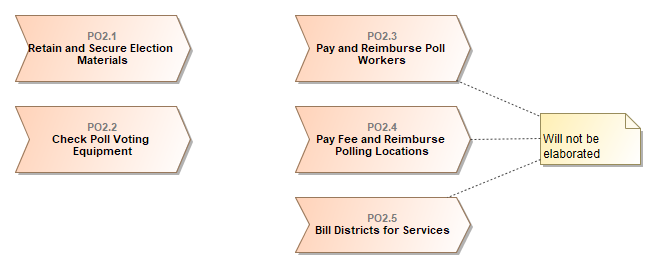 PO2.1
Retain and Secure Election
Materials
PO2.2
Check Poll Voting
Equipment
PO2.3
Pay and Reimburse Poll
Workers
PO2.4
Pay Fee and Reimburse
Polling Locations
PO2.5
Bill Districts for Services
Will not be
elaborated